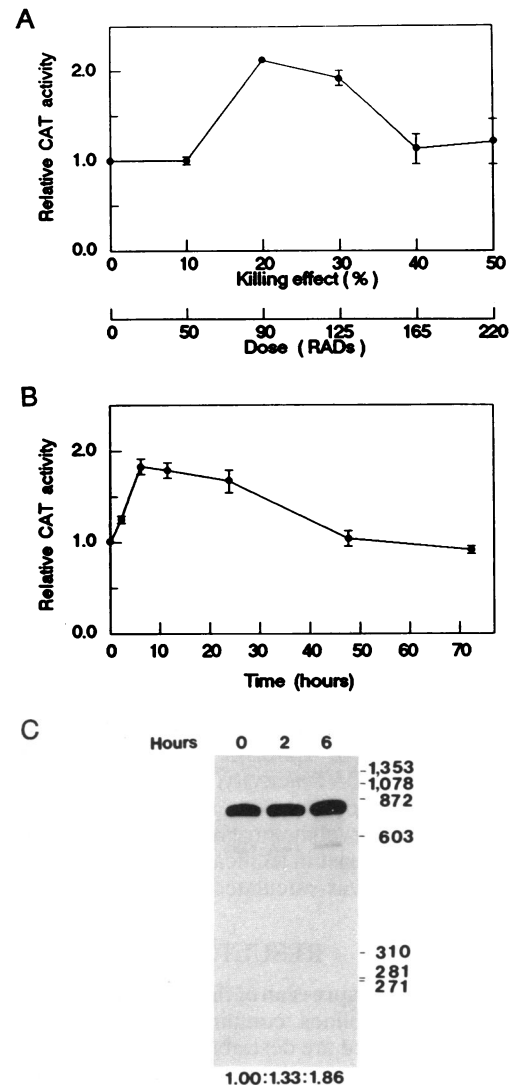 A
Relative CAT activity
2.0
1.0
0.0
0 10 20 30 40 50
Killing effect (%)
0 50 90 125 165 220
Dose (RADs)
B
Relative CAT activity
2.0
1.0
0.0
0 10 20 30 40 50 60 70
Time (hours)
C
Hours 0 2 6
1,353
1,078
872
603
310
281
271
1.00:1.33:1.86